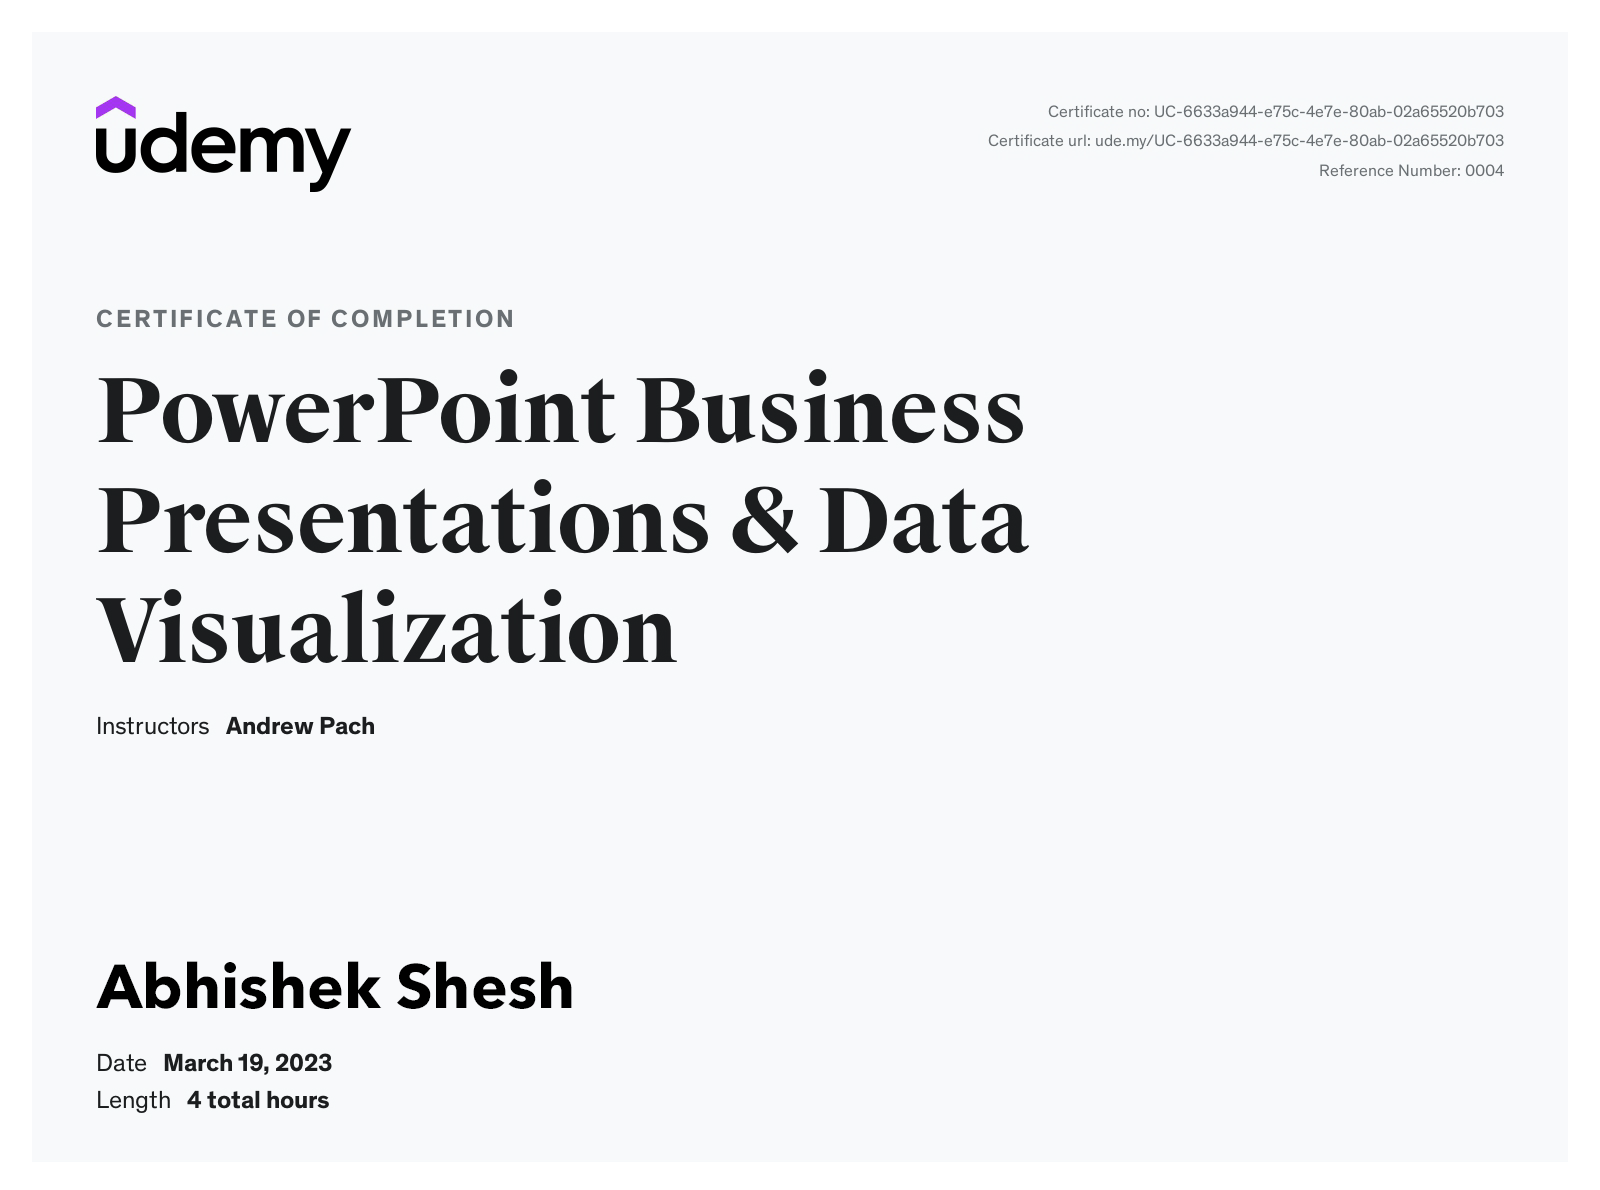 udemy
Certificate no: UC-6633a944-e75c-4e7e-80ab-02a65520b703
Certificate url: ude.my/UC-6633a944-e75c-4e7e-80ab-02a65520b703
Reference Number: 0004
CERTIFICATE OF COMPLETION
PowerPoint Business
Presentations & Data
Visualization
Instructors Andrew Pach
Abhishek Shesh
Date March 19, 2023
Length 4 total hours